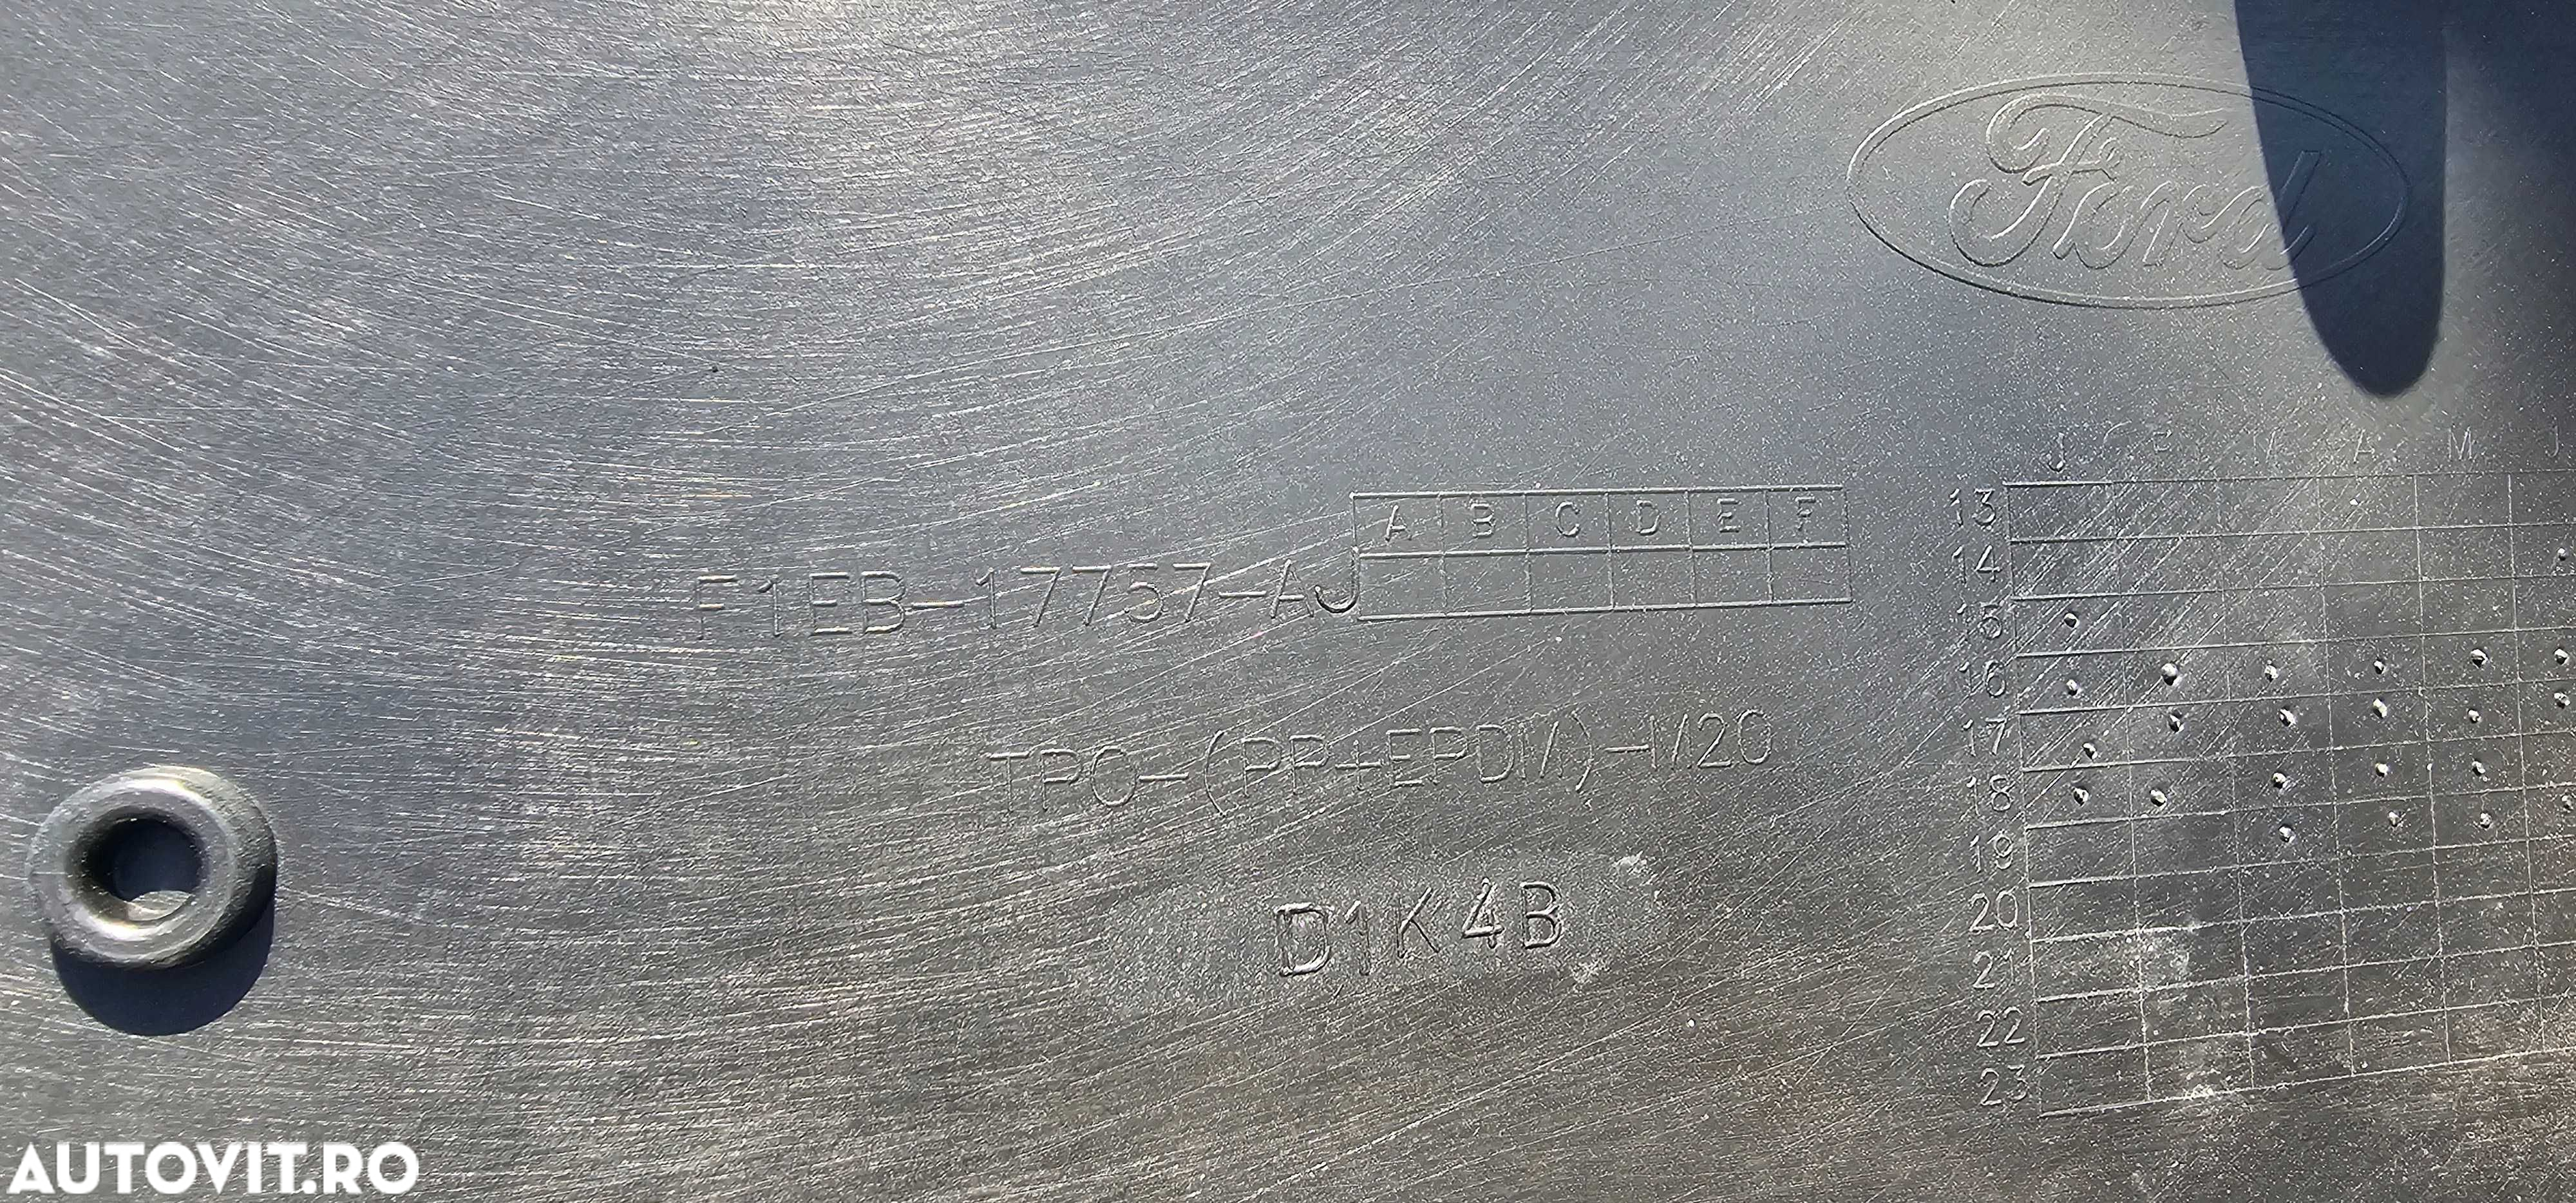 Ford
A B C D E F
F1EB-17757-AJ
TPO-(PP+EPDM)-M20
D1K4B
J F M A M J
13
14
15
16
17
18
19
20
21
22
23
AUTOVIT.RO